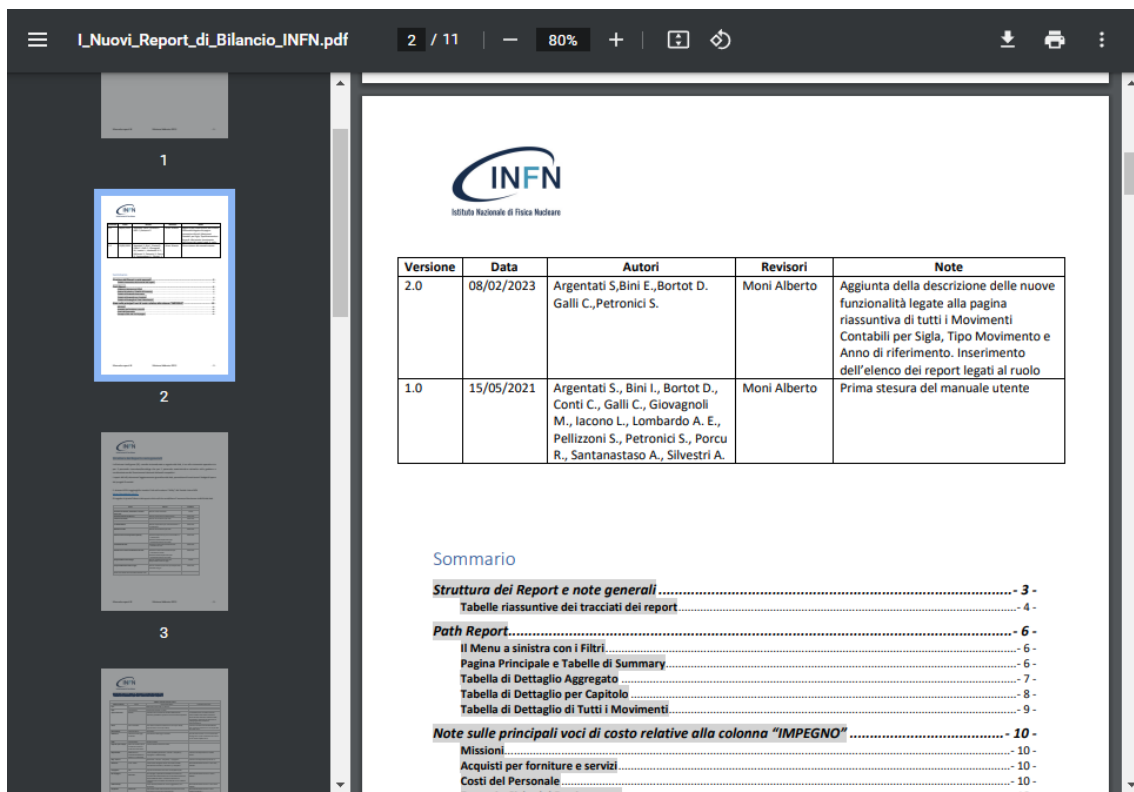 I_Nuovi_Report_di_Bilancio_INFN.pdf 2 / 11 80%
1
2
3
INFN
Istituto Nazionale di Fisica Nucleare
Versione Data Autori Revisori Note
2.0 08/02/2023 Argentati S,Bini E.,Bortot D. Moni Alberto Aggiunta della descrizione delle nuove
Galli C.,Petronici S. funzionalità legate alla pagina
riassuntiva di tutti i Movimenti
Contabili per Sigla, Tipo Movimento e
Anno di riferimento. Inserimento
dell'elenco dei report legati al ruolo
1.0 15/05/2021 Argentati S., Bini I., Bortot D., Moni Alberto Prima stesura del manuale utente
Conti C., Galli C., Giovagnoli
M., Iacono L., Lombardo A. E.,
Pellizzoni S., Petronici S., Porcu
R., Santanastaso A., Silvestri A.
Sommario
Struttura dei Report e note generali - 3 -
Tabelle riassuntive dei tracciati dei report - 4 -
Path Report - 6 -
Il Menu a sinistra con i Filtri - 6 -
Pagina Principale e Tabelle di Summary - 6 -
Tabella di Dettaglio Aggregato - 7 -
Tabella di Dettaglio per Capitolo - 8 -
Tabella di Dettaglio di Tutti i Movimenti - 9 -
Note sulle principali voci di costo relative alla colonna “IMPEGNO” - 10 -
Missioni - 10 -
Acquisti per forniture e servizi - 10 -
Costi del Personale - 10 -